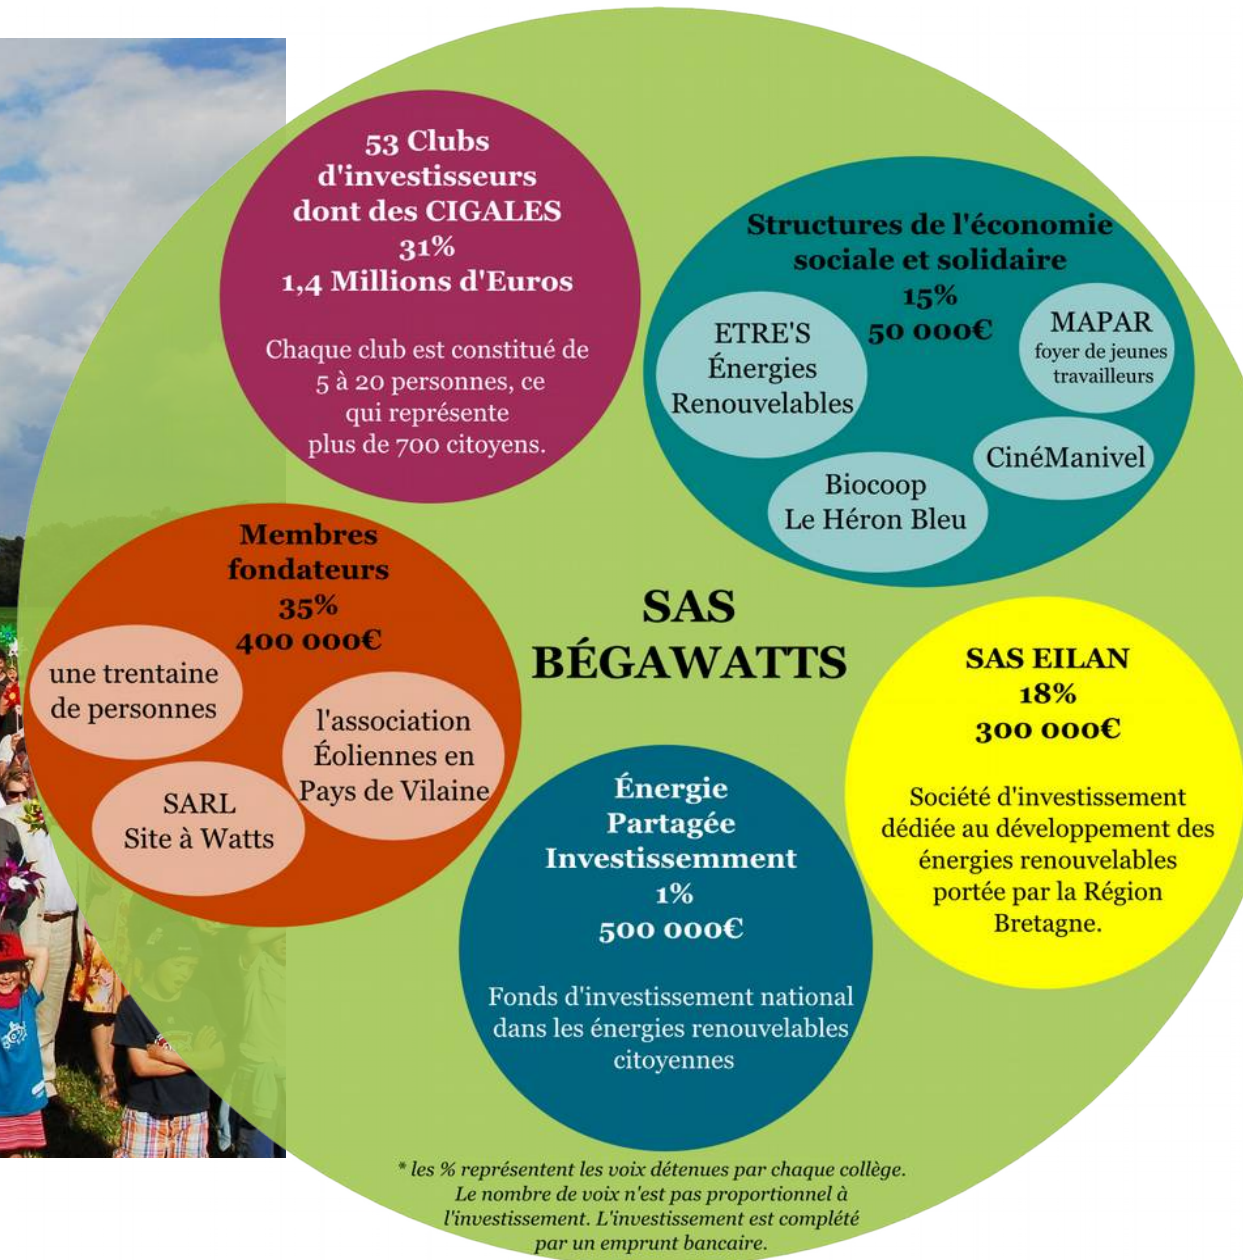 53 Clubs
d'investisseurs
dont des CIGALES
31%
1,4 Millions d'Euros
Chaque club est constitué de
5 à 20 personnes, ce
qui représente
plus de 700 citoyens.
Structures de l'économie
sociale et solidaire
15%
50 000€
ETRE'S
Énergies
Renouvelables
MAPAR
foyer de jeunes
travailleurs
CinéManivel
Biocoop
Le Héron Bleu
Membres
fondateurs
35%
400 000€
une trentaine
de personnes
l'association
Éoliennes en
Pays de Vilaine
SARL
Site à Watts
SAS
BÉGAWATTS
SAS EILAN
18%
300 000€
Société d'investissement
dédiée au développement des
énergies renouvelables
portée par la Région
Bretagne.
Énergie
Partagée
Investissemment
1%
500 000€
Fonds d'investissement national
dans les énergies renouvelables
citoyennes
* les % représentent les voix détenues par chaque collège.
Le nombre de voix n'est pas proportionnel à
l'investissement. L'investissement est complété
par un emprunt bancaire.